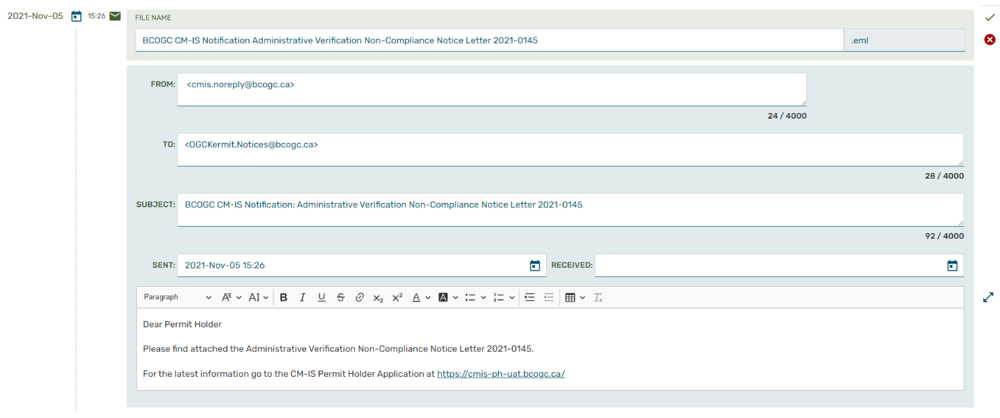 2021-Nov-05 15:26
FILE NAME
BCOGC CM-IS Notification Administrative Verification Non-Compliance Notice Letter 2021-0145 .eml
FROM: <cmis.noreply@bcogc.ca>
24 / 4000
TO: <OGCKermit.Notices@bcogc.ca>
28 / 4000
SUBJECT: BCOGC CM-IS Notification: Administrative Verification Non-Compliance Notice Letter 2021-0145
92 / 4000
SENT: 2021-Nov-05 15:26 RECEIVED:
Paragraph
Dear Permit Holder
Please find attached the Administrative Verification Non-Compliance Notice Letter 2021-0145.
For the latest information go to the CM-IS Permit Holder Application at https://cmis-ph-uat.bcogc.ca/